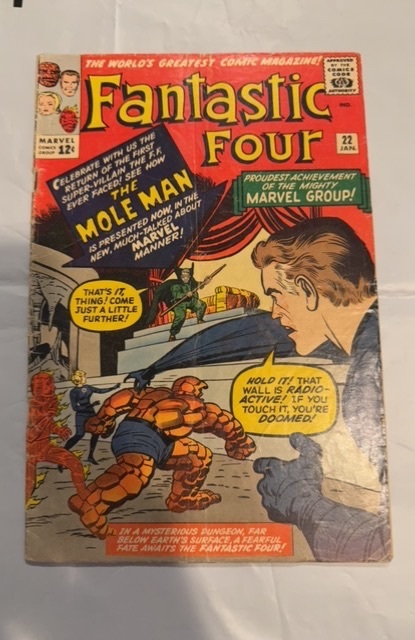 THE WORLD'S GREATEST COMIC MAGAZINE!
APPROVED
BY THE
COMICS
CODE
AUTHORITY
Fantastic
Four
MARVEL
COMICS
GROUP
12¢
IND.
22
JAN.
CELEBRATE WITH US THE
RETURN OF THE FIRST
SUPER-VILLAIN THE F.F.
EVER FACED! SEE HOW
THE
MOLE MAN
IS PRESENTED NOW, IN THE
NEW, MUCH-TALKED ABOUT
MARVEL
MANNER!
PROUDEST ACHIEVEMENT
OF THE MIGHTY
MARVEL GROUP!
THAT'S IT,
THING! COME
JUST A LITTLE
FURTHER!
HOLD IT! THAT
WALL IS RADIO-
ACTIVE! IF YOU
TOUCH IT, YOU'RE
DOOMED!
IN A MYSTERIOUS DUNGEON, FAR
BELOW EARTH'S SURFACE, A FEARFUL
FATE AWAITS THE FANTASTIC FOUR!